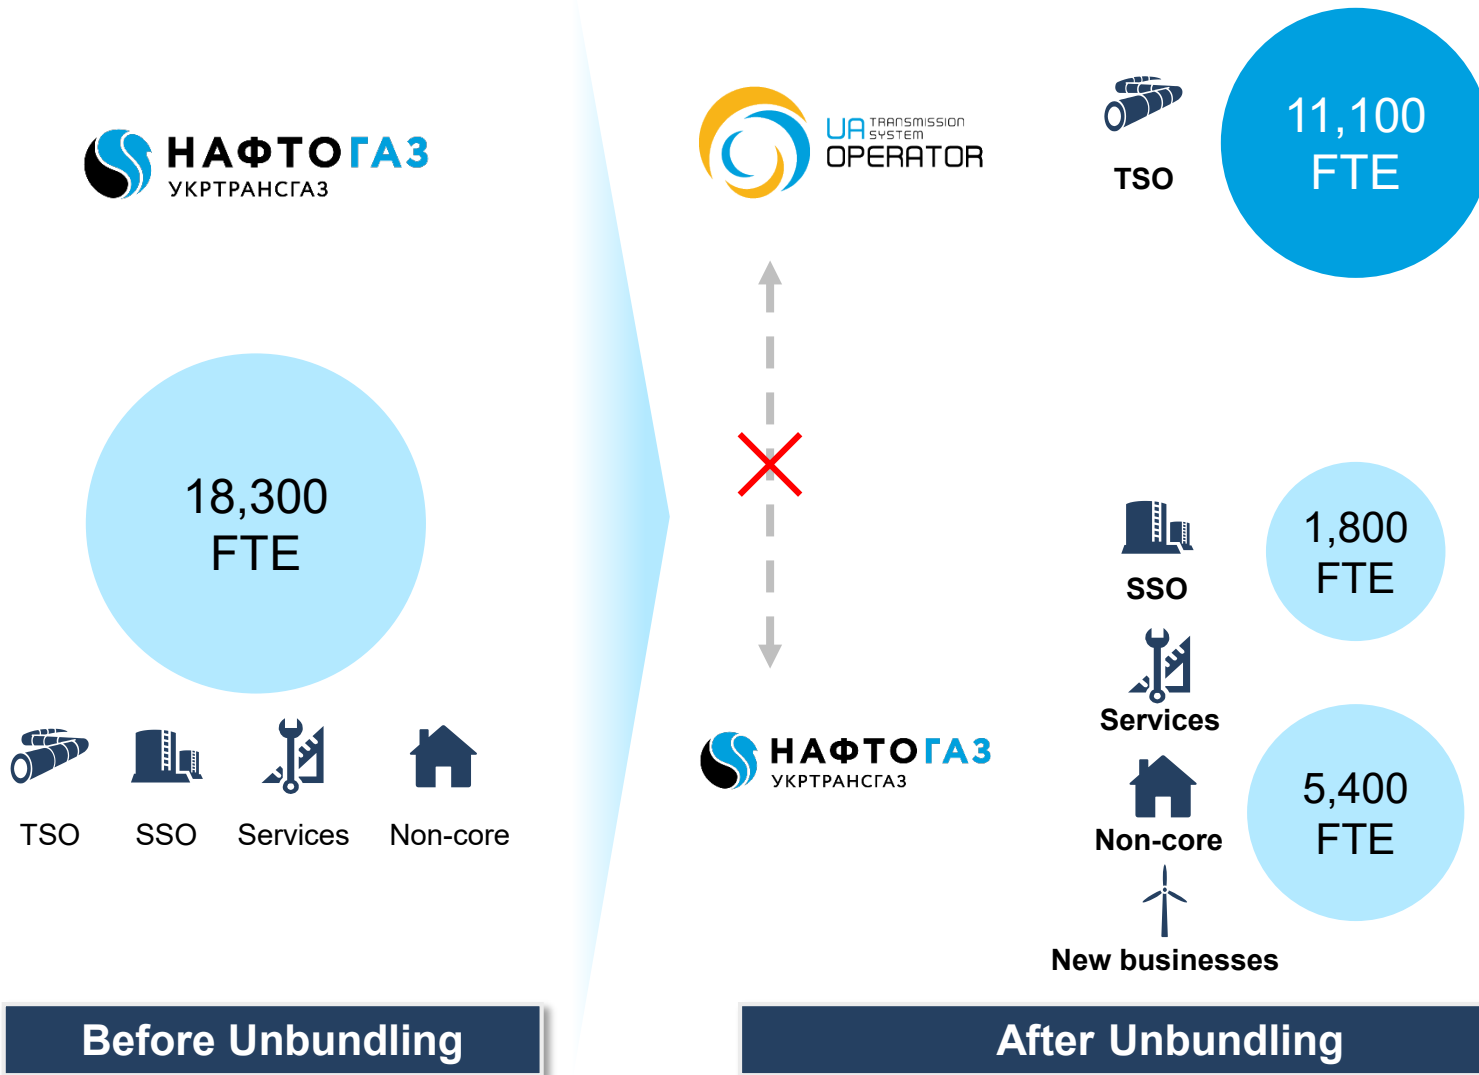 НАФТОГАЗ
УКРТРАНСГАЗ
18,300
FTE
TSO
SSO
Services
Non-core
Before Unbundling
UA TRANSMISSION
SYSTEM
OPERATOR
TSO
11,100
FTE
SSO
1,800
FTE
НАФТОГАЗ
УКРТРАНСГАЗ
Services
Non-core
5,400
FTE
New businesses
After Unbundling